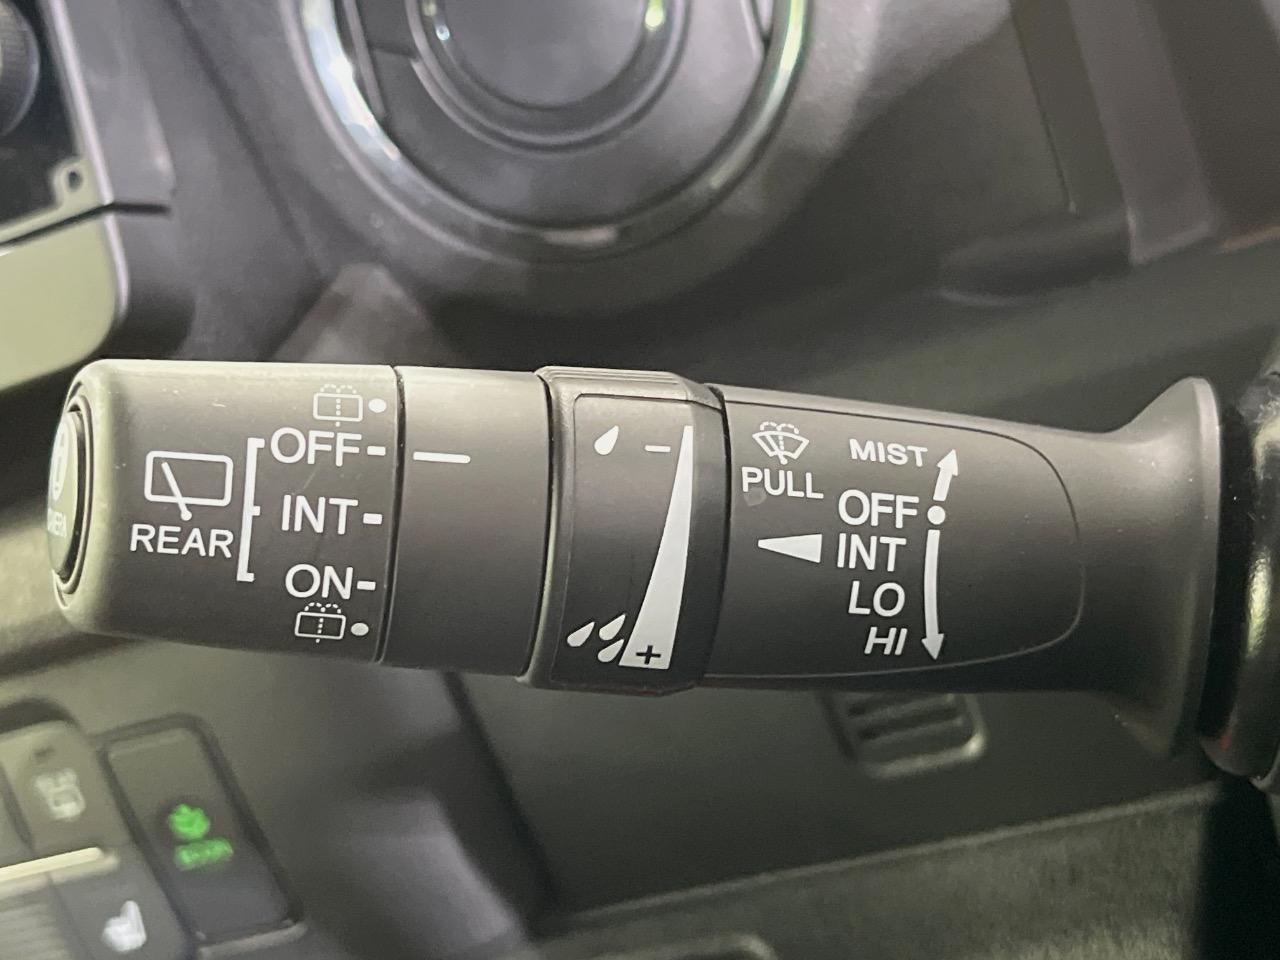 OFF
INT
ON
REAR
-
+
PULL
MIST
OFF
INT
LO
HI